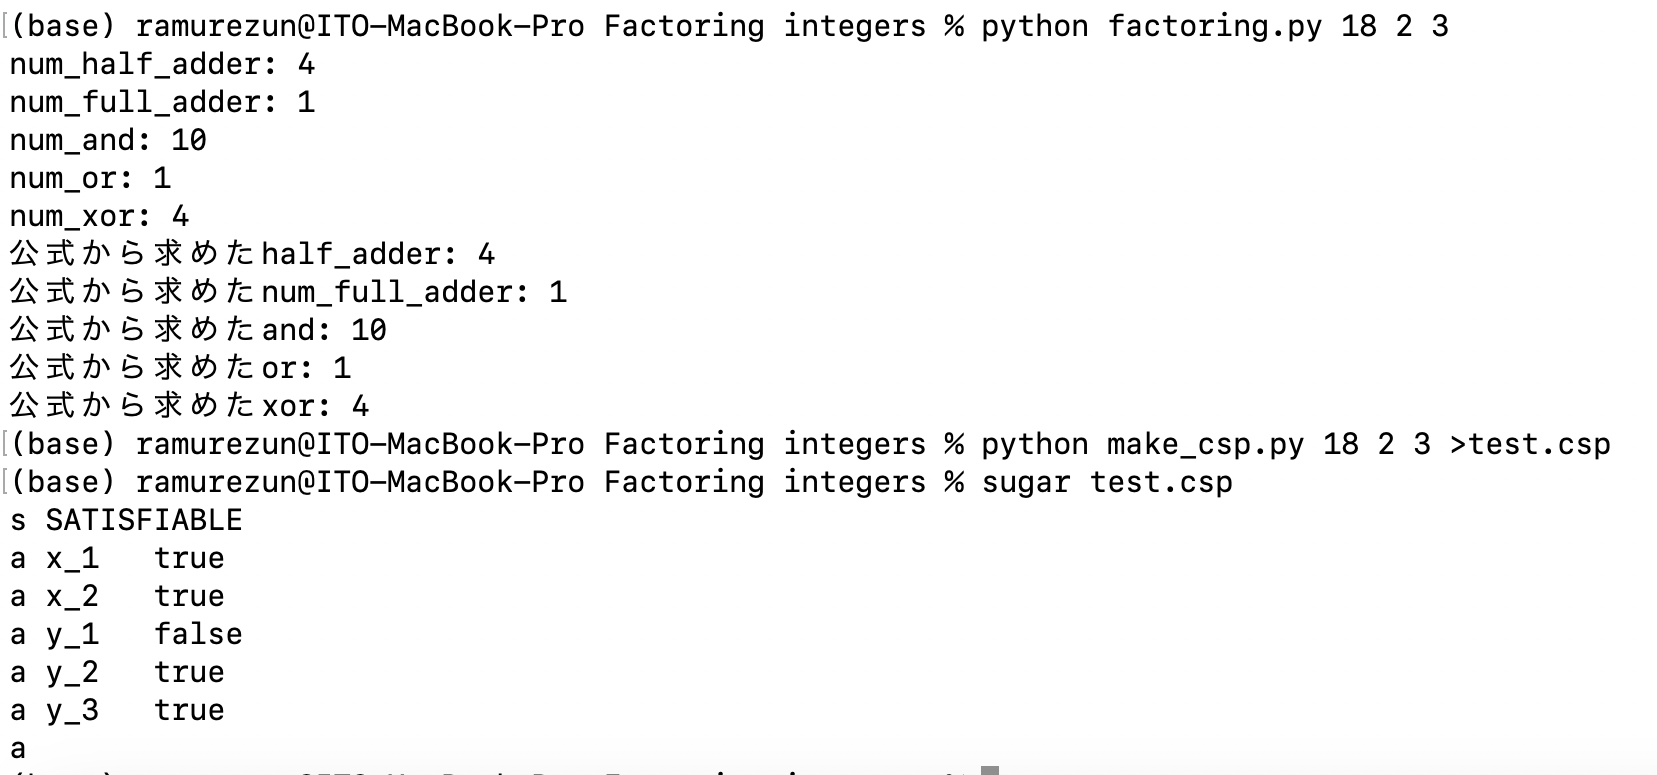 (base) ramurezun@ITO-MacBook-Pro Factoring integers % python factoring.py 18 2 3
num_half_adder: 4
num_full_adder: 1
num_and: 10
num_or: 1
num_xor: 4
公式から求めたhalf_adder: 4
公式から求めたnum_full_adder: 1
公式から求めたand: 10
公式から求めたor: 1
公式から求めたxor: 4
(base) ramurezun@ITO-MacBook-Pro Factoring integers % python make_csp.py 18 2 3 >test.csp
(base) ramurezun@ITO-MacBook-Pro Factoring integers % sugar test.csp
s SATISFIABLE
a x_1   true
a x_2   true
a y_1   false
a y_2   true
a y_3   true
a